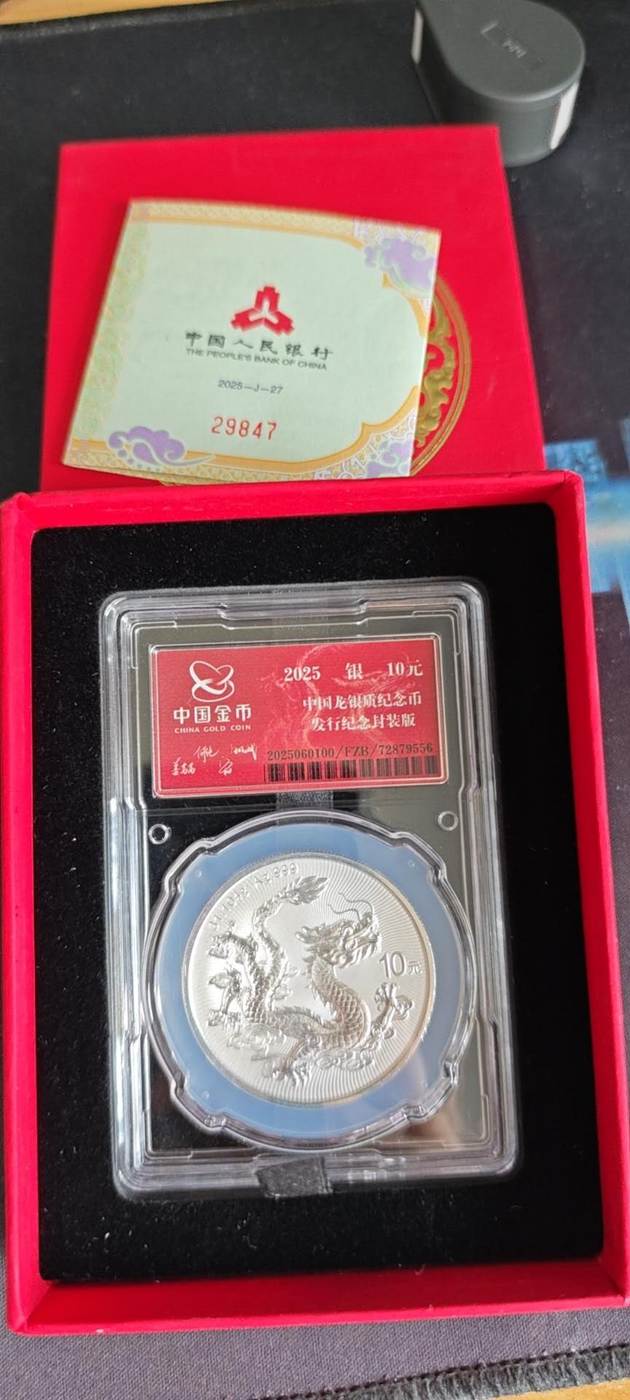 中国人民银行
THE PEOPLE'S BANK OF CHINA
2025-J-27
29847
2025 银 10元
中国龙银质纪念币
发行纪念封装版
中国金币
CHINA GOLD COIN
2025060100/FZB/72879556
10元